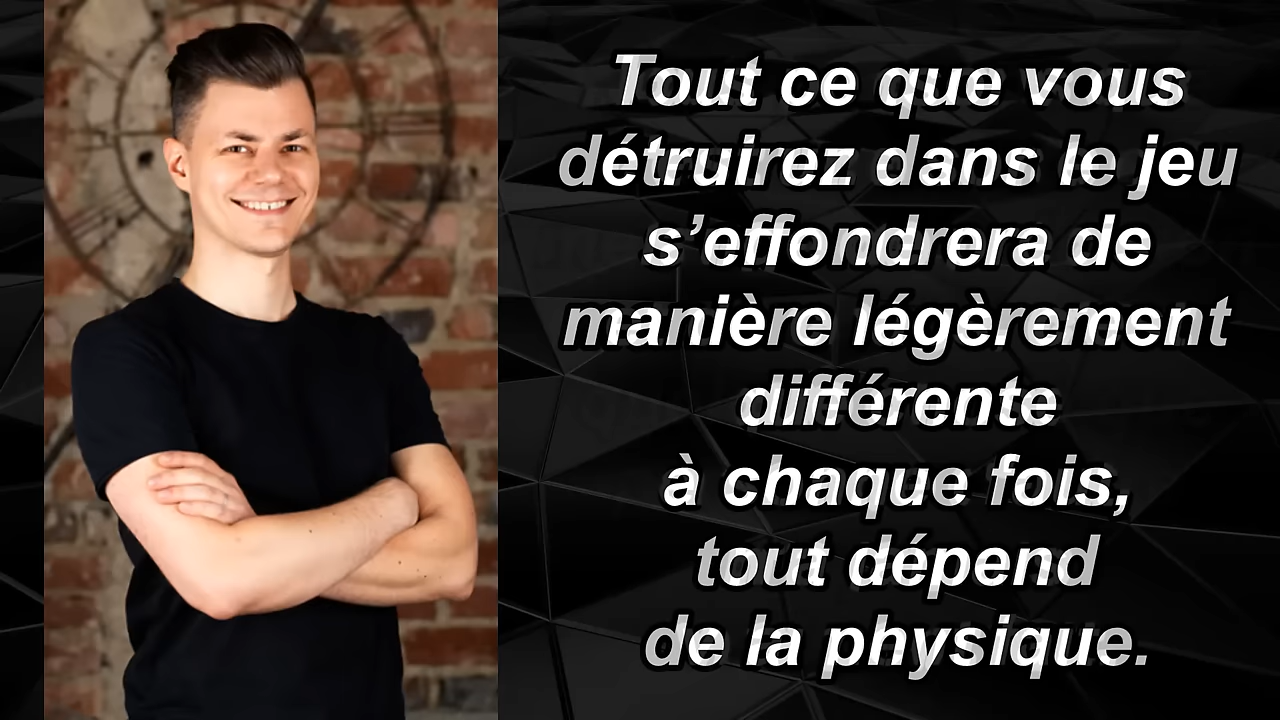 Tout ce que vous
détruirez dans le jeu
s’effondrera de
manière légèrement
différente
à chaque fois,
tout dépend
de la physique.